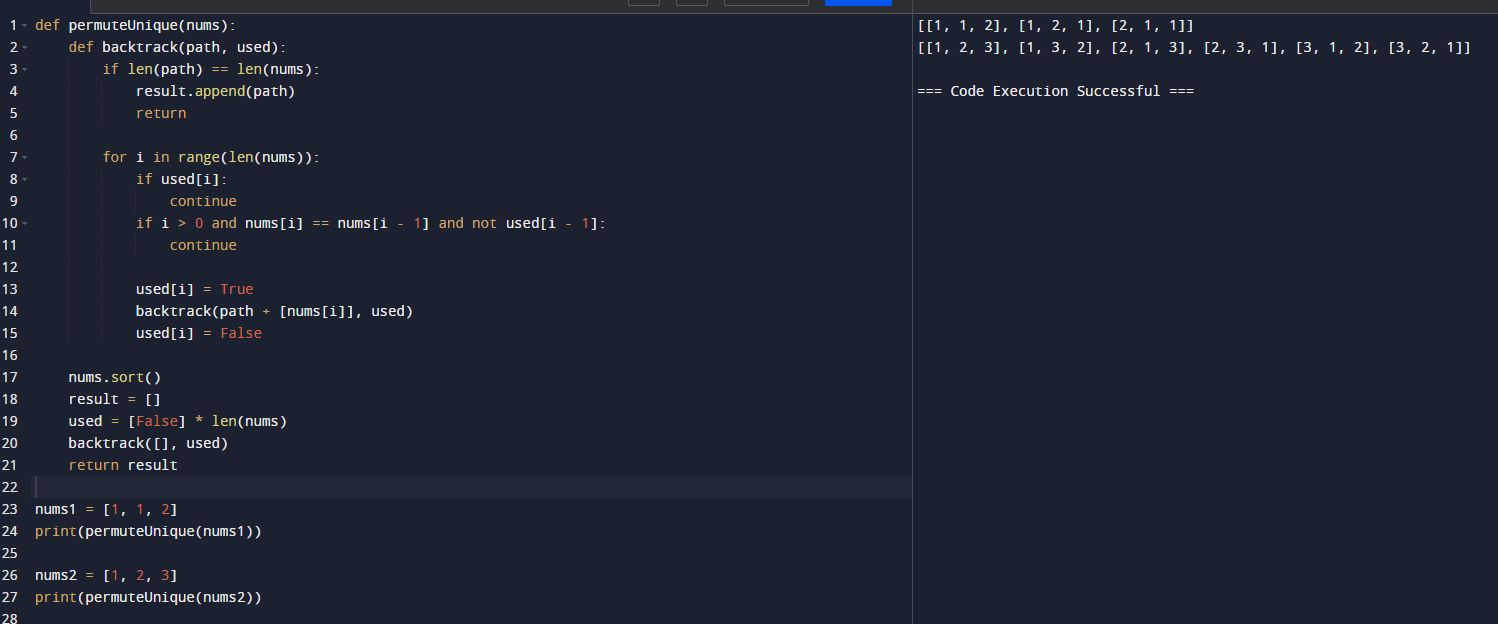 1 def permuteUnique(nums):
2     def backtrack(path, used):
3         if len(path) == len(nums):
4             result.append(path)
5             return
6
7         for i in range(len(nums)):
8             if used[i]:
9                 continue
10             if i > 0 and nums[i] == nums[i - 1] and not used[i - 1]:
11                 continue
12
13             used[i] = True
14             backtrack(path + [nums[i]], used)
15             used[i] = False
16
17     nums.sort()
18     result = []
19     used = [False] * len(nums)
20     backtrack([], used)
21     return result
22
23 nums1 = [1, 1, 2]
24 print(permuteUnique(nums1))
25
26 nums2 = [1, 2, 3]
27 print(permuteUnique(nums2))
28
[[1, 1, 2], [1, 2, 1], [2, 1, 1]]
[[1, 2, 3], [1, 3, 2], [2, 1, 3], [2, 3, 1], [3, 1, 2], [3, 2, 1]]
=== Code Execution Successful ===